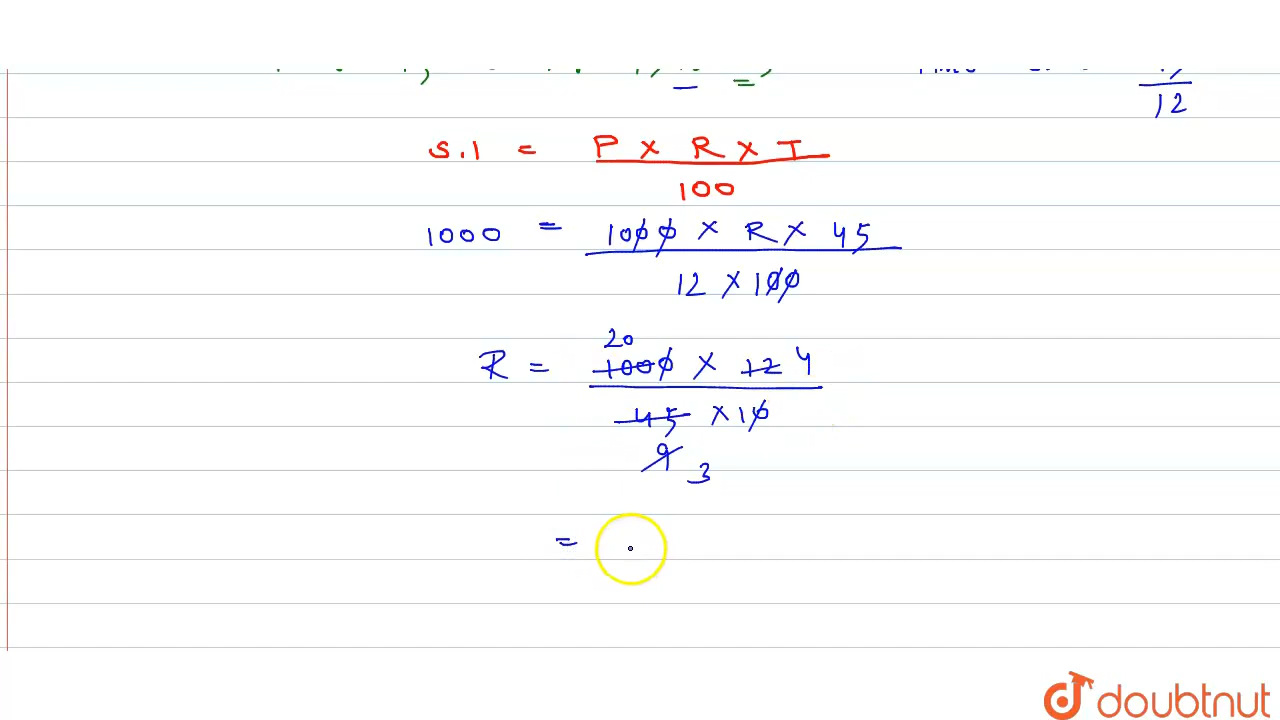 12
S.I = P X R X T
100
1000 = 1000 X R X 45
12 X 100
20
R = 1000 X 12 4
45 X 10
9 3
=
doubtnut